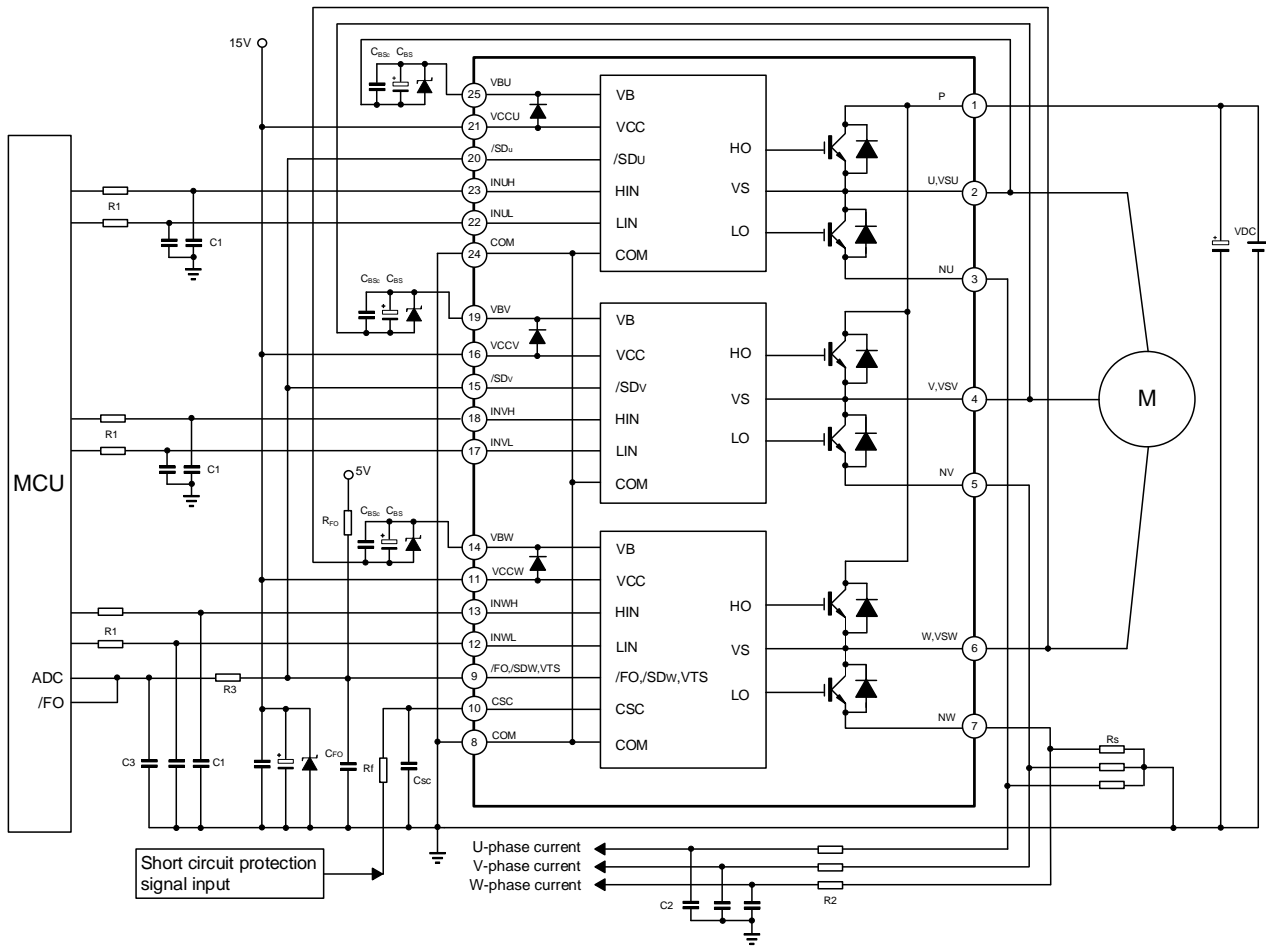 15V
CBSc CBS
25 VBU VB
21 VCCU VCC
20 /SDU /SDU
23 INUH HIN
22 INUL LIN
24 COM COM
HO
VS
LO
P 1
U,VSU 2
NU 3
R1
C1
CBSc CBS
19 VBV VB
16 VCCV VCC
15 /SDV /SDV
18 INVH HIN
17 INVL LIN
COM
HO
VS
LO
V,VSV 4
NV 5
R1
C1
VDC
M
MCU
5V
RFO
CBSc CBS
14 VBW VB
11 VCCW VCC
13 INWH HIN
12 INWL LIN
9 /FO,/SDW,VTS /FO,/SDW,VTS
10 CSC CSC
8 COM COM
HO
VS
LO
W,VSW 6
NW 7
R1
ADC
/FO
R3
C3
C1
CFO
Rf
CSC
Rs
Short circuit protection
signal input
U-phase current
V-phase current
W-phase current
C2
R2